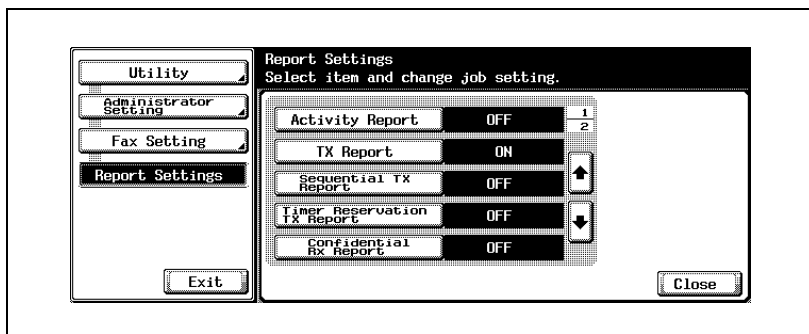 Utility
Administrator
Setting
Fax Setting
Report Settings
Exit
Report Settings
Select item and change job setting.
Activity Report OFF
TX Report ON
Sequential TX
Report OFF
Timer Reservation
TX Report OFF
Confidential
Rx Report OFF
1
2
Close